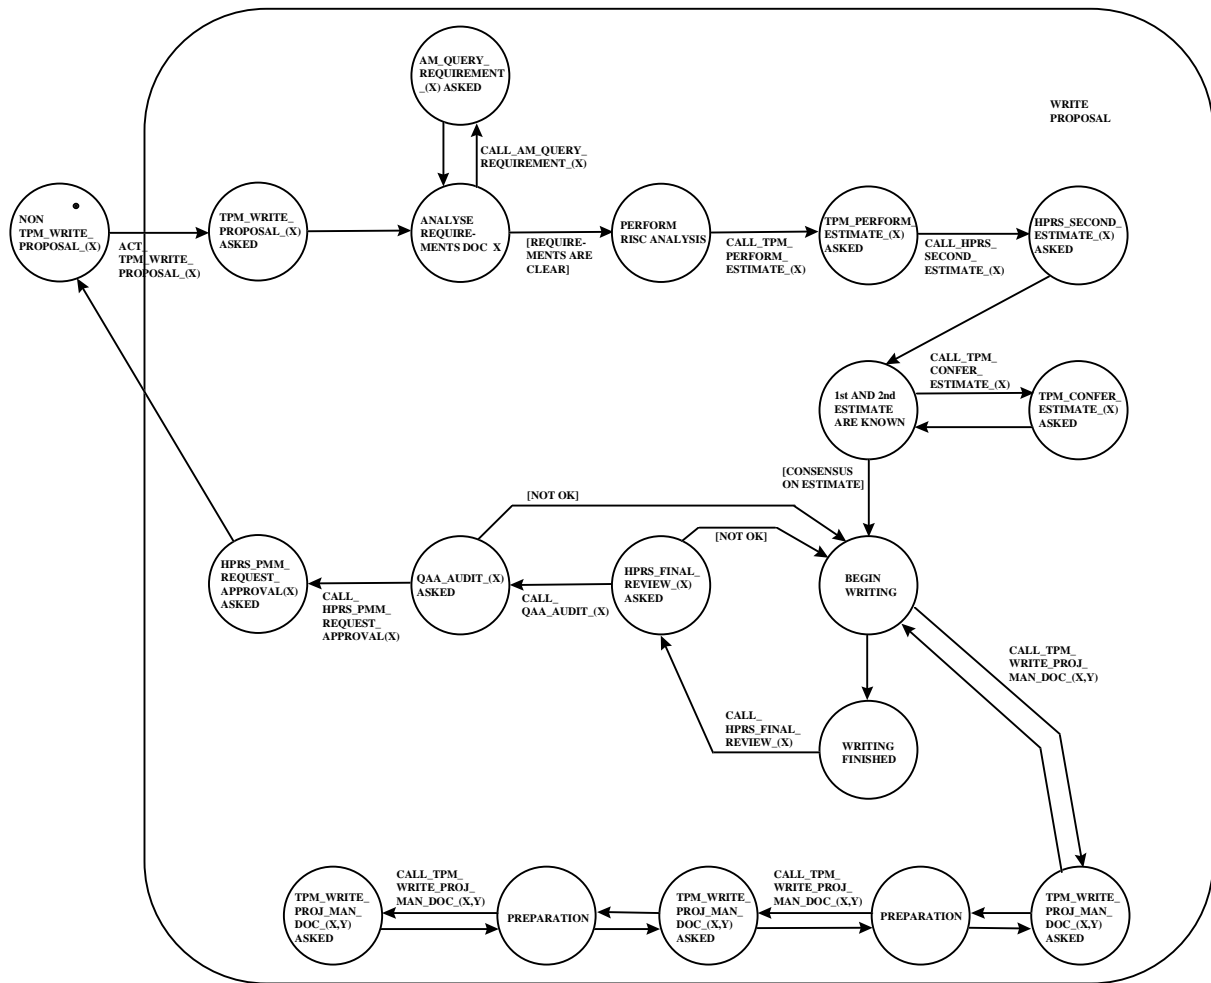 AM_QUERY_
REQUIREMENT
_(X) ASKED
WRITE
PROPOSAL
CALL_AM_QUERY_
REQUIREMENT_(X)
NON
TPM_WRITE_
PROPOSAL_(X)
ACT_
TPM_WRITE_
PROPOSAL_(X)
TPM_WRITE_
PROPOSAL_(X)
ASKED
ANALYSE
REQUIRE-
MENTS DOC X
[REQUIRE-
MENTS ARE
CLEAR]
PERFORM
RISC ANALYSIS
CALL_TPM_
PERFORM_
ESTIMATE_(X)
TPM_PERFORM_
ESTIMATE_(X)
ASKED
CALL_HPRS_
SECOND_
ESTIMATE_(X)
HPRS_SECOND_
ESTIMATE_(X)
ASKED
CALL_TPM_
CONFER_
ESTIMATE_(X)
1st AND 2nd
ESTIMATE
ARE KNOWN
TPM_CONFER_
ESTIMATE_(X)
ASKED
[CONSENSUS
ON ESTIMATE]
[NOT OK]
[NOT OK]
HPRS_PMM_
REQUEST_
APPROVAL(X)
ASKED
CALL_
HPRS_PMM_
REQUEST_
APPROVAL(X)
QAA_AUDIT_(X)
ASKED
CALL_
QAA_AUDIT_(X)
HPRS_FINAL_
REVIEW_(X)
ASKED
BEGIN
WRITING
CALL_TPM_
WRITE_PROJ_
MAN_DOC_(X,Y)
CALL_
HPRS_FINAL_
REVIEW_(X)
WRITING
FINISHED
TPM_WRITE_
PROJ_MAN_
DOC_(X,Y)
ASKED
CALL_TPM_
WRITE_PROJ_
MAN_DOC_(X,Y)
PREPARATION
TPM_WRITE_
PROJ_MAN_
DOC_(X,Y)
ASKED
CALL_TPM_
WRITE_PROJ_
MAN_DOC_(X,Y)
PREPARATION
TPM_WRITE_
PROJ_MAN_
DOC_(X,Y)
ASKED